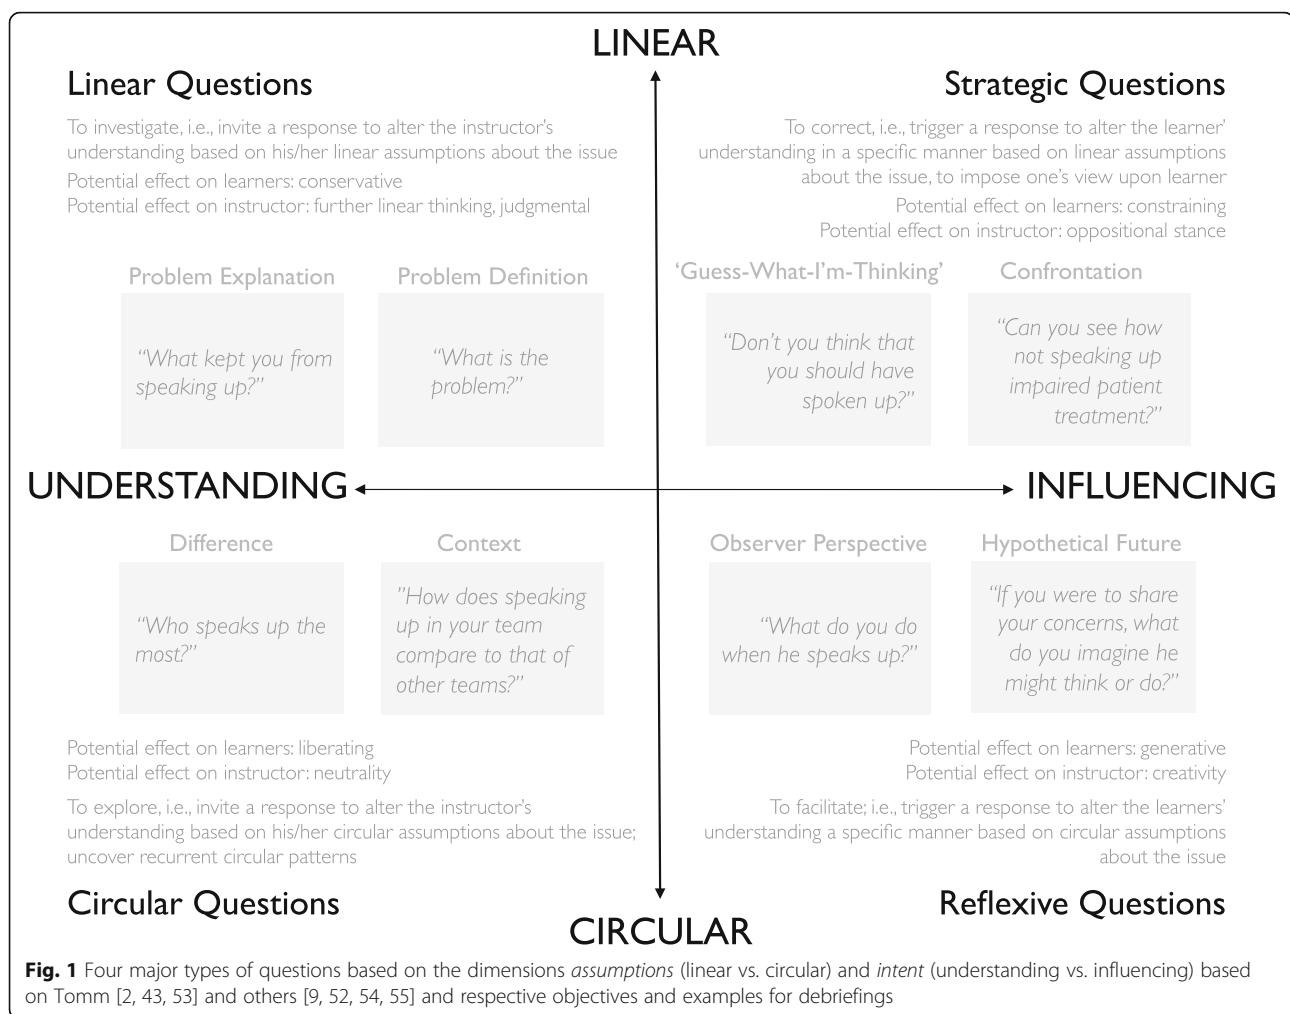 LINEAR
Linear Questions
To investigate, i.e., invite a response to alter the instructor's
understanding based on his/her linear assumptions about the issue
Potential effect on learners: conservative
Potential effect on instructor: further linear thinking, judgmental
Strategic Questions
To correct, i.e., trigger a response to alter the learner'
understanding in a specific manner based on linear assumptions
about the issue, to impose one's view upon learner
Potential effect on learners: constraining
Potential effect on instructor: oppositional stance
Problem Explanation
“What kept you from
speaking up?”
Problem Definition
“What is the
problem?”
‘Guess-What-I'm-Thinking’
“Don't you think that
you should have
spoken up?”
Confrontation
“Can you see how
not speaking up
impaired patient
treatment?”
UNDERSTANDING
INFLUENCING
Difference
“Who speaks up the
most?”
Context
”How does speaking
up in your team
compare to that of
other teams?”
Observer Perspective
“What do you do
when he speaks up?”
Hypothetical Future
“If you were to share
your concerns, what
do you imagine he
might think or do?”
Potential effect on learners: liberating
Potential effect on instructor: neutrality
To explore, i.e., invite a response to alter the instructor's
understanding based on his/her circular assumptions about the issue;
uncover recurrent circular patterns
Circular Questions
Potential effect on learners: generative
Potential effect on instructor: creativity
To facilitate; i.e., trigger a response to alter the learners'
understanding a specific manner based on circular assumptions
about the issue
Reflexive Questions
CIRCULAR
Fig. 1 Four major types of questions based on the dimensions assumptions (linear vs. circular) and intent (understanding vs. influencing) based
on Tomm [2, 43, 53] and others [9, 52, 54, 55] and respective objectives and examples for debriefings